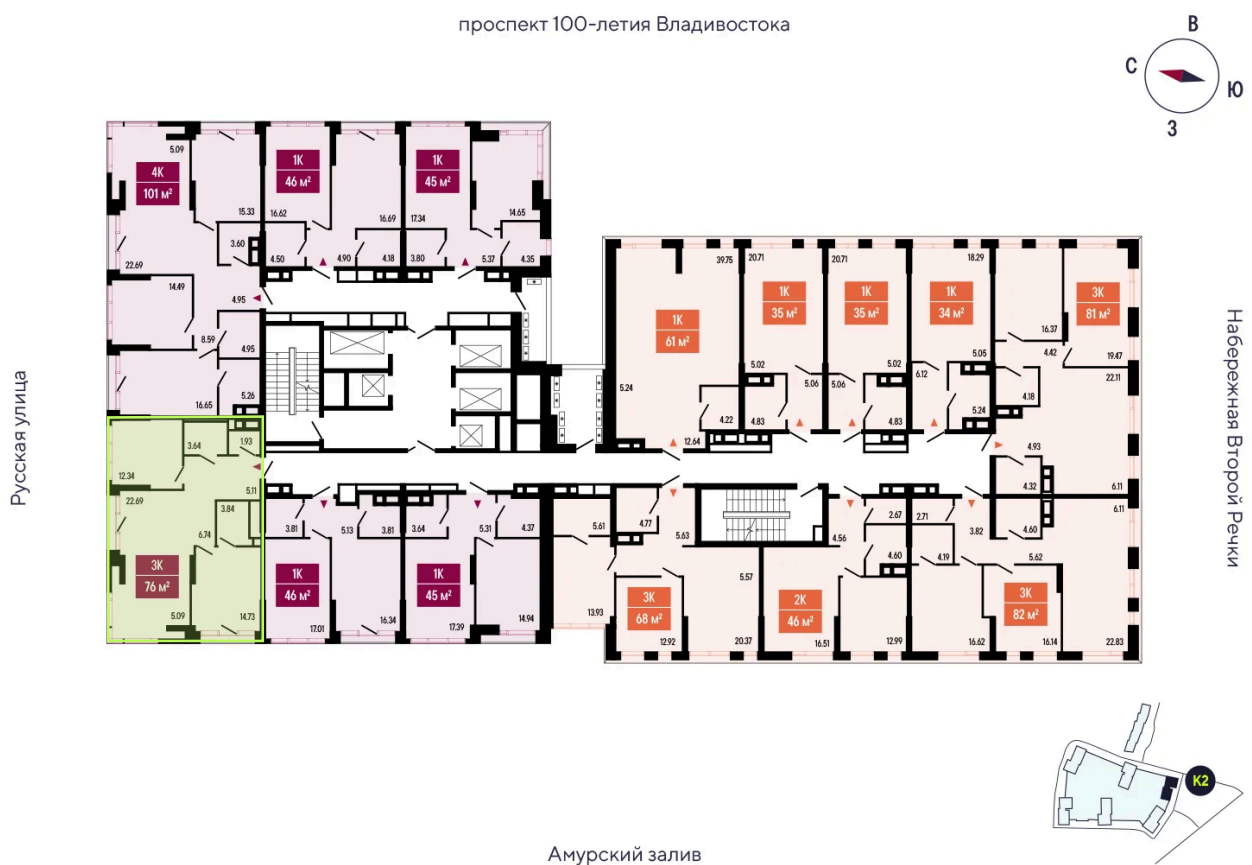 проспект 100-летия Владивостока
В
С
Ю
З
Русская улица
Набережная Второй Речки
5.09
4К
101 м²
15.33
3.60
22.69
14.49
4.95
8.59
4.95
16.65
5.26
1К
46 м²
16.62
16.69
4.50
4.90
4.18
1К
45 м²
17.34
14.65
3.80
5.37
4.35
39.75
1К
61 м²
5.24
4.22
12.64
20.71
1К
35 м²
5.02
5.06
4.83
20.71
1К
35 м²
5.02
5.06
4.83
18.29
1К
34 м²
5.05
6.12
5.24
3К
81 м²
16.37
19.47
4.42
22.11
4.18
4.93
4.32
6.11
3.64
1.93
12.34
22.69
5.11
3.84
6.74
3К
76 м²
5.09
14.73
3.81
5.13
3.81
1К
46 м²
17.01
16.34
3.64
5.31
4.37
1К
45 м²
17.39
14.94
5.61
4.77
5.63
5.57
13.93
3К
68 м²
12.92
20.37
2.67
4.56
4.60
2К
46 м²
16.51
12.99
2.71
3.82
4.60
6.11
4.19
5.62
3К
82 м²
16.62
16.14
22.83
К2
Амурский залив